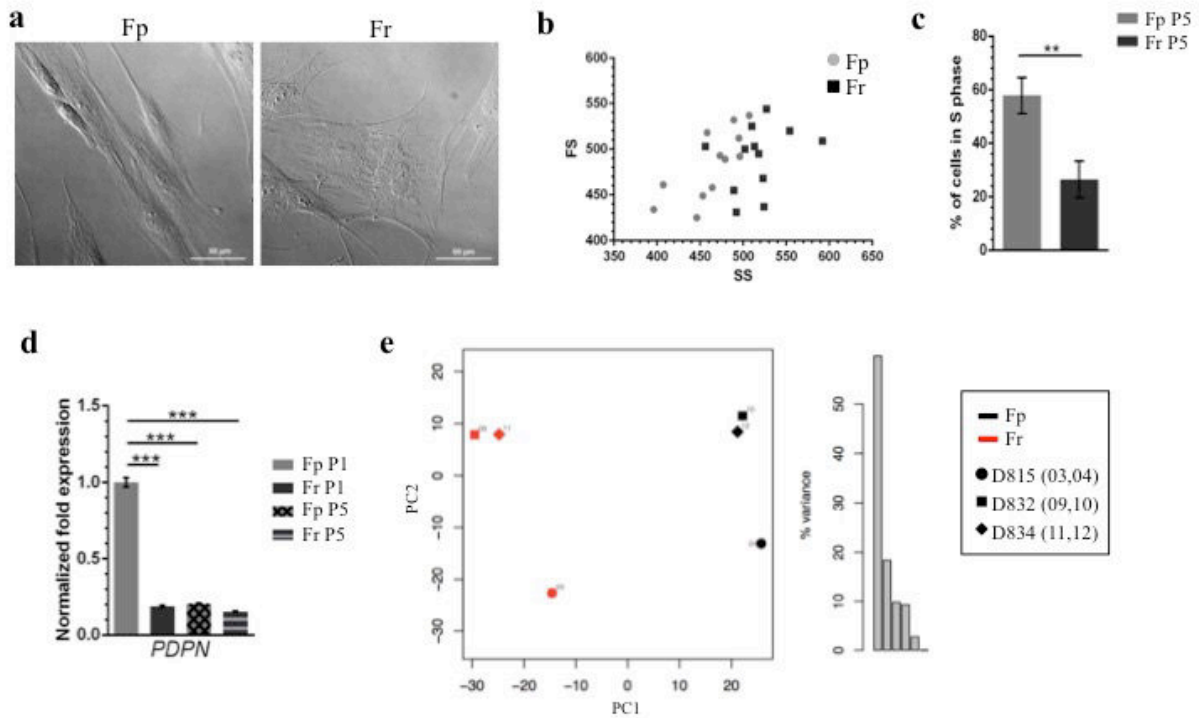 a
Fp
Fr
b
600
550
500
450
400
FS
350 400 450 500 550 600 650
SS
Fp
Fr
c
Fp P5
Fr P5
80
60
40
20
0
% of cells in S phase
**
d
1.5
1.0
0.5
0.0
Normalized fold expression
***
***
***
PDPN
Fp P1
Fr P1
Fp P5
Fr P5
e
20
10
0
−10
−20
−30
PC2
−30 −20 −10 0 10 20
PC1
50
40
30
20
10
0
% variance
Fp
Fr
D815 (03,04)
D832 (09,10)
D834 (11,12)